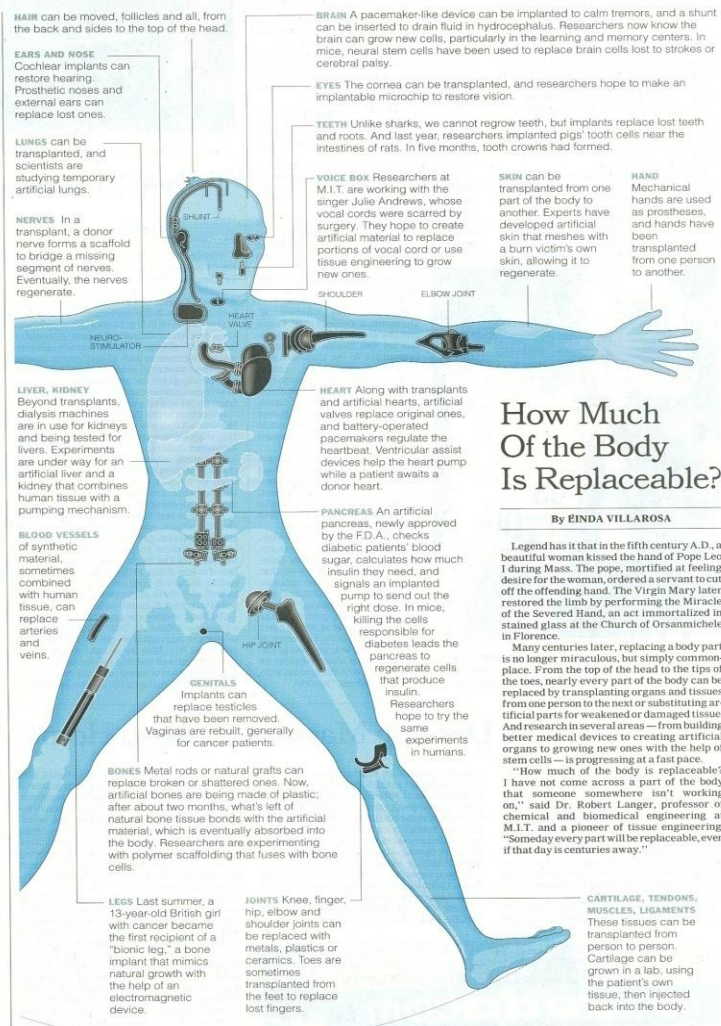 HAIR can be moved, follicles and all, from
the back and sides to the top of the head.
EARS AND NOSE
Cochlear implants can
restore hearing.
Prosthetic noses and
external ears can
replace lost ones.
LUNGS can be
transplanted, and
scientists are
studying temporary
artificial lungs.
NERVES In a
transplant, a donor
nerve forms a scaffold
to bridge a missing
segment of nerves.
Eventually, the nerves
regenerate.
BRAIN A pacemaker-like device can be implanted to calm tremors, and a shunt
can be inserted to drain fluid in hydrocephalus. Researchers now know the
brain can grow new cells, particularly in the learning and memory centers. In
mice, neural stem cells have been used to replace brain cells lost to strokes or
cerebral palsy.
EYES The cornea can be transplanted, and researchers hope to make an
implantable microchip to restore vision.
TEETH Unlike sharks, we cannot regrow teeth, but implants replace lost teeth
and roots. And last year, researchers implanted pigs' tooth cells near the
intestines of rats. In five months, tooth crowns had formed.
VOICE BOX Researchers at
M.I.T. are working with the
singer Julie Andrews, whose
vocal cords were scarred by
surgery. They hope to create
artificial material to replace
portions of vocal cord or use
tissue engineering to grow
new ones.
SKIN can be
transplanted from one
part of the body to
another. Experts have
developed artificial
skin that meshes with
a burn victim's own
skin, allowing it to
regenerate.
HAND
Mechanical
hands are used
as prostheses,
and hands have
been
transplanted
from one person
to another.
SHUNT
SHOULDER
ELBOW JOINT
HEART
VALVE
NEURO-
STIMULATOR
LIVER, KIDNEY
Beyond transplants,
dialysis machines
are in use for kidneys
and being tested for
livers. Experiments
are under way for an
artificial liver and a
kidney that combines
human tissue with a
pumping mechanism.
HEART Along with transplants
and artificial hearts, artificial
valves replace original ones,
and battery-operated
pacemakers regulate the
heartbeat. Ventricular assist
devices help the heart pump
while a patient awaits a
donor heart.
PANCREAS An artificial
pancreas, newly approved
by the F.D.A., checks
diabetic patients' blood
sugar, calculates how much
insulin they need, and
signals an implanted
pump to send out the
right dose. In mice,
killing the cells
responsible for
diabetes leads the
pancreas to
regenerate cells
that produce
insulin.
Researchers
hope to try the
same
experiments
in humans.
BLOOD VESSELS
of synthetic
material,
sometimes
combined
with human
tissue, can
replace
arteries
and
veins.
HIP JOINT
GENITALS
Implants can
replace testicles
that have been removed.
Vaginas are rebuilt, generally
for cancer patients.
BONES Metal rods or natural grafts can
replace broken or shattered ones. Now,
artificial bones are being made of plastic;
after about two months, what's left of
natural bone tissue bonds with the artificial
material, which is eventually absorbed into
the body. Researchers are experimenting
with polymer scaffolding that fuses with bone
cells.
LEGS Last summer, a
13-year-old British girl
with cancer became
the first recipient of a
"bionic leg," a bone
implant that mimics
natural growth with
the help of an
electromagnetic
device.
JOINTS Knee, finger,
hip, elbow and
shoulder joints can
be replaced with
metals, plastics or
ceramics. Toes are
sometimes
transplanted from
the feet to replace
lost fingers.
CARTILAGE, TENDONS,
MUSCLES, LIGAMENTS
These tissues can be
transplanted from
person to person.
Cartilage can be
grown in a lab, using
the patient's own
tissue, then injected
back into the body.
How Much
Of the Body
Is Replaceable?
By LINDA VILLAROSA
Legend has it that in the fifth century A.D., a
beautiful woman kissed the hand of Pope Leo
I during Mass. The pope, mortified at feeling
desire for the woman, ordered a servant to cut
off the offending hand. The Virgin Mary later
restored the limb by performing the Miracle
of the Severed Hand, an act immortalized in
stained glass at the Church of Orsanmichele
in Florence.
Many centuries later, replacing a body part
is no longer miraculous, but simply common-
place. From the top of the head to the tips of
the toes, nearly every part of the body can be
replaced by transplanting organs and tissues
from one person to the next or substituting ar-
tificial parts for weakened or damaged tissue.
And research in several areas — from building
better medical devices to creating artificial
organs to growing new ones with the help of
stem cells — is progressing at a fast pace.
"How much of the body is replaceable?
I have not come across a part of the body
that someone somewhere isn't working
on," said Dr. Robert Langer, professor of
chemical and biomedical engineering at
M.I.T. and a pioneer of tissue engineering.
"Someday every part will be replaceable, even
if that day is centuries away."